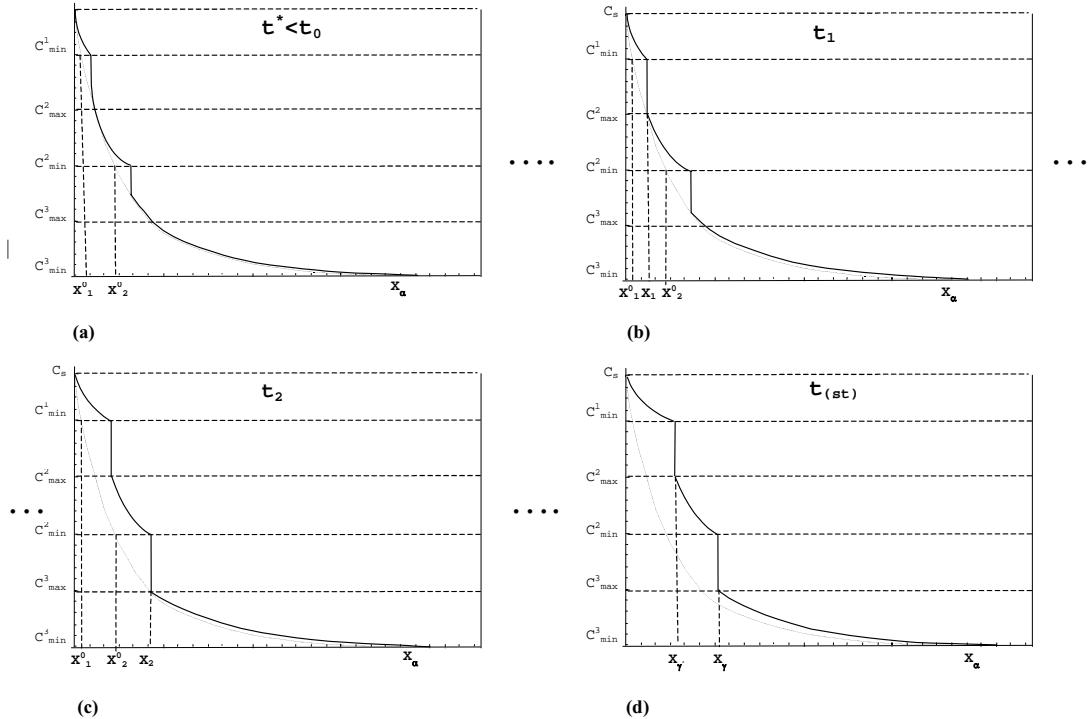 t*<t0
C1min
C2max
C2min
C3max
C3min
x01 x02 xα
(a)
....
Cs
t1
C1min
C2max
C2min
C3max
C3min
x01 x1 x02 xα
(b)
...
...
Cs
t2
C1min
C2max
C2min
C3max
C3min
x01 x02 x2 xα
(c)
....
Cs
t(st)
C1min
C2max
C2min
C3max
C3min
xγ' xγ xα
(d)